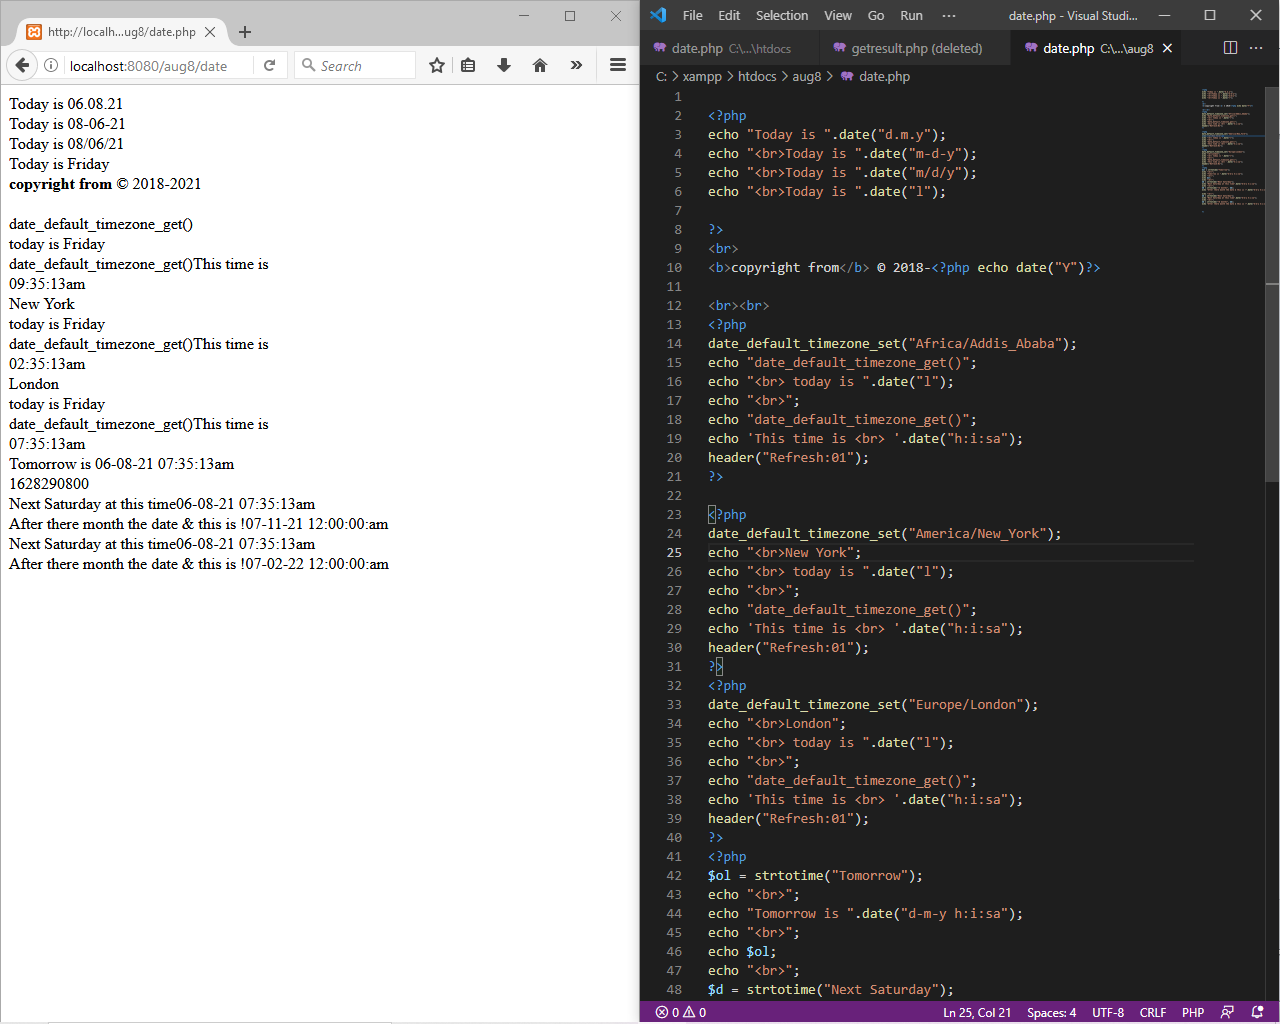 http://localh...ug8/date.php
localhost:8080/aug8/date
Search
Today is 06.08.21
Today is 08-06-21
Today is 08/06/21
Today is Friday
copyright from © 2018-2021
date_default_timezone_get()
today is Friday
date_default_timezone_get()This time is
09:35:13am
New York
today is Friday
date_default_timezone_get()This time is
02:35:13am
London
today is Friday
date_default_timezone_get()This time is
07:35:13am
Tomorrow is 06-08-21 07:35:13am
1628290800
Next Saturday at this time06-08-21 07:35:13am
After there month the date & this is !07-11-21 12:00:00:am
Next Saturday at this time06-08-21 07:35:13am
After there month the date & this is !07-02-22 12:00:00:am
File Edit Selection View Go Run ··· date.php - Visual Studi...
date.php C:\...\htdocs getresult.php (deleted) date.php C:\...\aug8
C: > xampp > htdocs > aug8 > date.php
1
2 <?php
3 echo "Today is ".date("d.m.y");
4 echo "<br>Today is ".date("m-d-y");
5 echo "<br>Today is ".date("m/d/y");
6 echo "<br>Today is ".date("l");
7
8 ?>
9 <br>
10 <b>copyright from</b> © 2018-<?php echo date("Y")?>
11
12 <br><br>
13 <?php
14 date_default_timezone_set("Africa/Addis_Ababa");
15 echo "date_default_timezone_get()";
16 echo "<br> today is ".date("l");
17 echo "<br>";
18 echo "date_default_timezone_get()";
19 echo 'This time is <br> '.date("h:i:sa");
20 header("Refresh:01");
21 ?>
22
23 <?php
24 date_default_timezone_set("America/New_York");
25 echo "<br>New York";
26 echo "<br> today is ".date("l");
27 echo "<br>";
28 echo "date_default_timezone_get()";
29 echo 'This time is <br> '.date("h:i:sa");
30 header("Refresh:01");
31 ?>
32 <?php
33 date_default_timezone_set("Europe/London");
34 echo "<br>London";
35 echo "<br> today is ".date("l");
36 echo "<br>";
37 echo "date_default_timezone_get()";
38 echo 'This time is <br> '.date("h:i:sa");
39 header("Refresh:01");
40 ?>
41 <?php
42 $ol = strtotime("Tomorrow");
43 echo "<br>";
44 echo "Tomorrow is ".date("d-m-y h:i:sa");
45 echo "<br>";
46 echo $ol;
47 echo "<br>";
48 $d = strtotime("Next Saturday");
0 0 Ln 25, Col 21 Spaces: 4 UTF-8 CRLF PHP